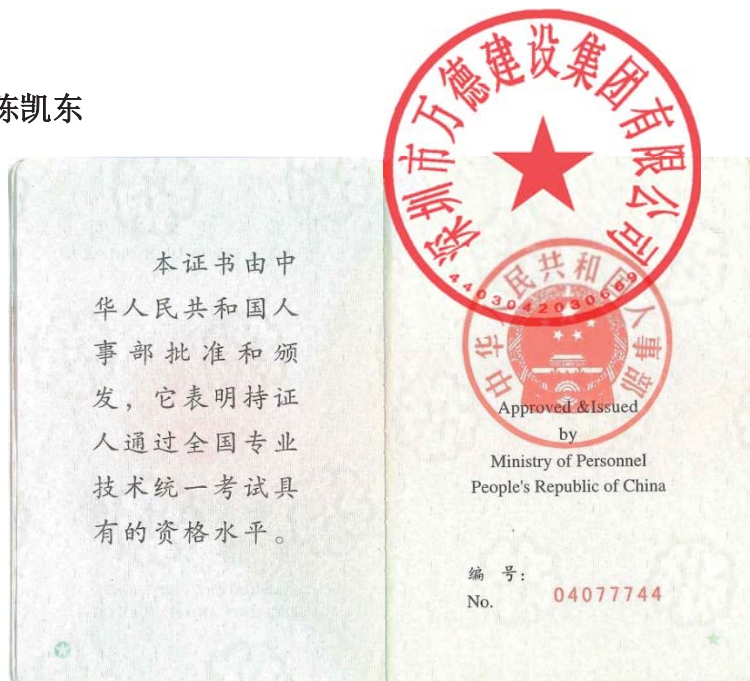 陈凯东
深圳市万德建设集团有限公司
4403042030689
本证书由中
华人民共和国人
事部批准和颁
发，它表明持证
人通过全国专业
技术统一考试具
有的资格水平。
中华人民共和国人事部
Approved &Issued
by
Ministry of Personnel
People's Republic of China
编 号：
No. 04077744